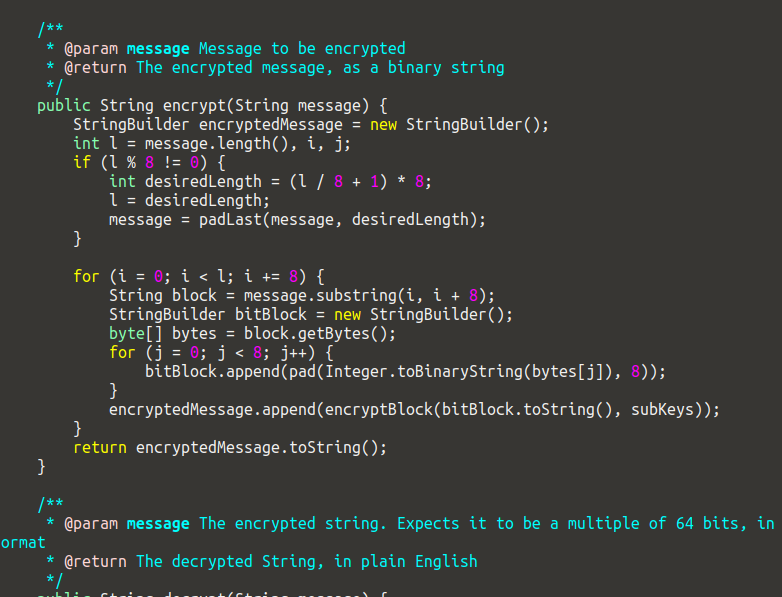 /**
 * @param message Message to be encrypted
 * @return The encrypted message, as a binary string
 */
public String encrypt(String message) {
    StringBuilder encryptedMessage = new StringBuilder();
    int l = message.length(), i, j;
    if (l % 8 != 0) {
        int desiredLength = (l / 8 + 1) * 8;
        l = desiredLength;
        message = padLast(message, desiredLength);
    }

    for (i = 0; i < l; i += 8) {
        String block = message.substring(i, i + 8);
        StringBuilder bitBlock = new StringBuilder();
        byte[] bytes = block.getBytes();
        for (j = 0; j < 8; j++) {
            bitBlock.append(pad(Integer.toBinaryString(bytes[j]), 8));
        }
        encryptedMessage.append(encryptBlock(bitBlock.toString(), subKeys));
    }
    return encryptedMessage.toString();
}

/**
 * @param message The encrypted string. Expects it to be a multiple of 64 bits, in
ormat
 * @return The decrypted String, in plain English
 */
public String decrypt(String message) {